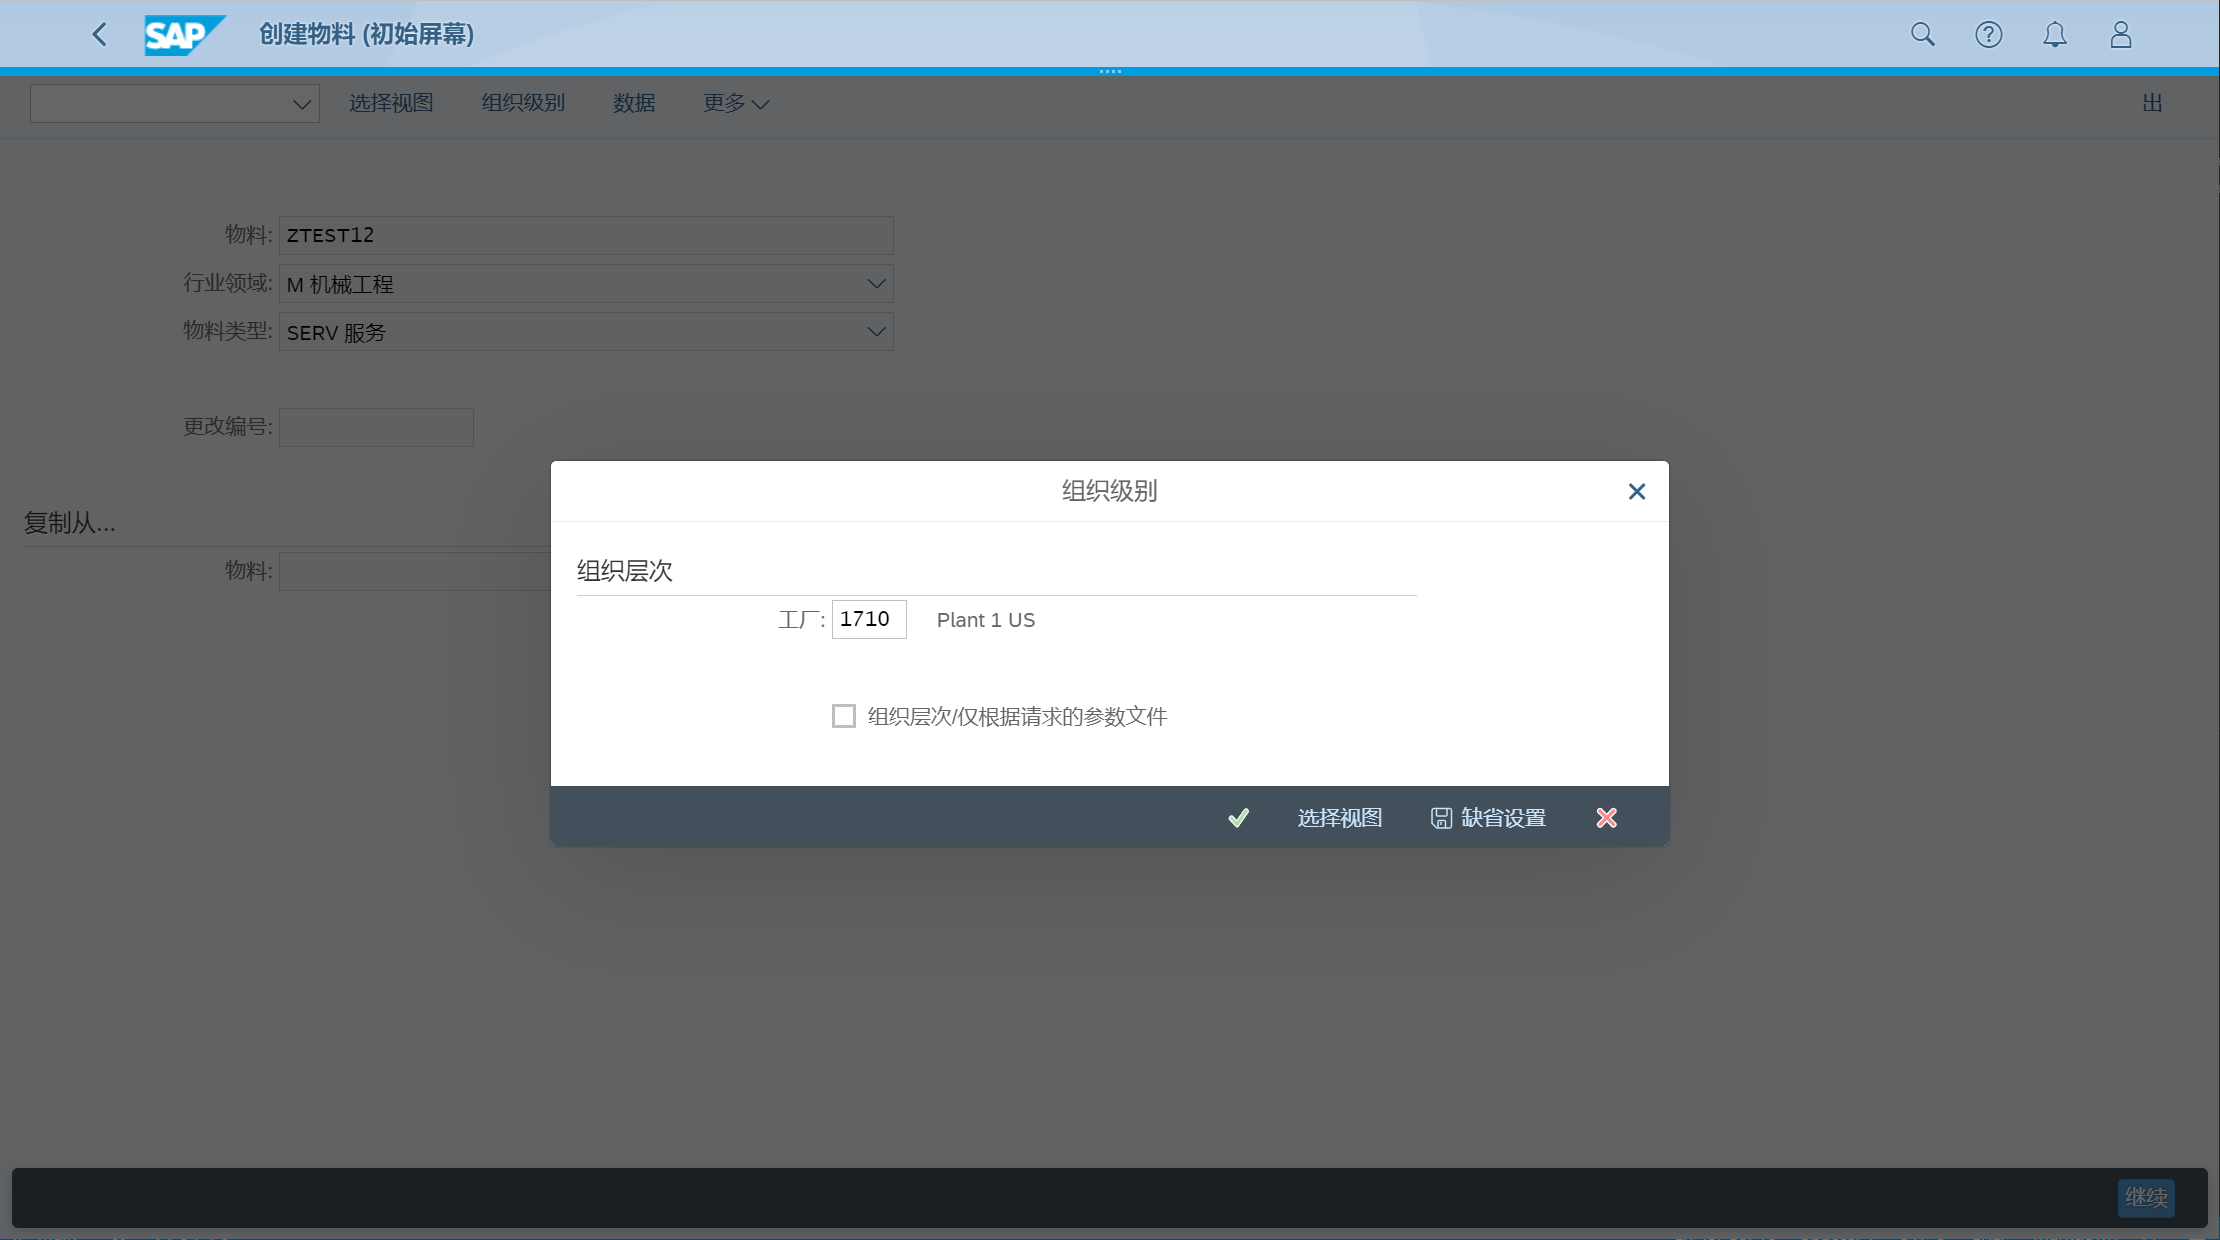 SAP 创建物料 (初始屏幕)
选择视图 组织级别 数据 更多 出
物料: ZTEST12
行业领域: M 机械工程
物料类型: SERV 服务
更改编号:
复制从...
物料:
组织级别
组织层次
工厂: 1710 Plant 1 US
组织层次/仅根据请求的参数文件
选择视图 缺省设置
继续